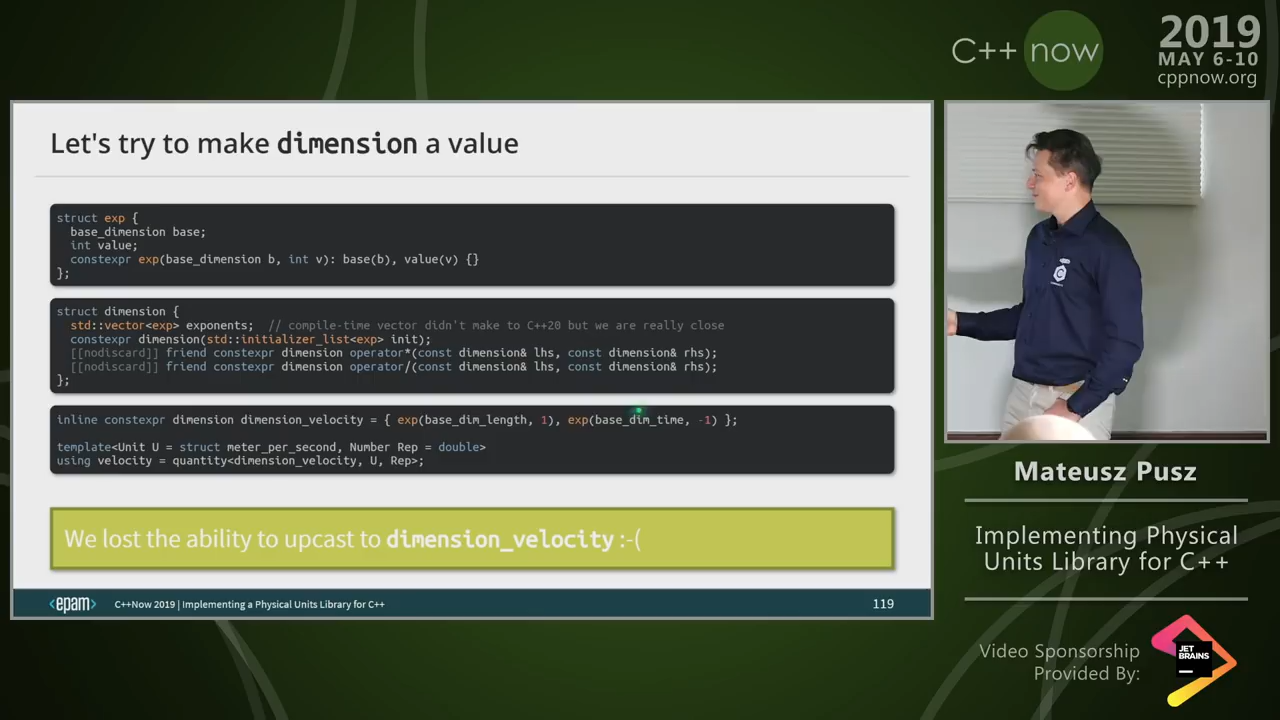 C++ now
2019
MAY 6-10
cppnow.org
Let's try to make dimension a value
struct exp {
  base_dimension base;
  int value;
  constexpr exp(base_dimension b, int v): base(b), value(v) {}
};
struct dimension {
  std::vector<exp> exponents;  // compile-time vector didn't make to C++20 but we are really close
  constexpr dimension(std::initializer_list<exp> init);
  [[nodiscard]] friend constexpr dimension operator*(const dimension& lhs, const dimension& rhs);
  [[nodiscard]] friend constexpr dimension operator/(const dimension& lhs, const dimension& rhs);
};
inline constexpr dimension dimension_velocity = { exp(base_dim_length, 1), exp(base_dim_time, -1) };
template<Unit U = struct meter_per_second, Number Rep = double>
using velocity = quantity<dimension_velocity, U, Rep>;
We lost the ability to upcast to dimension_velocity :-(
<epam>
C++Now 2019 | Implementing a Physical Units Library for C++
119
Mateusz Pusz
Implementing Physical
Units Library for C++
Video Sponsorship
Provided By:
JET
BRAINS